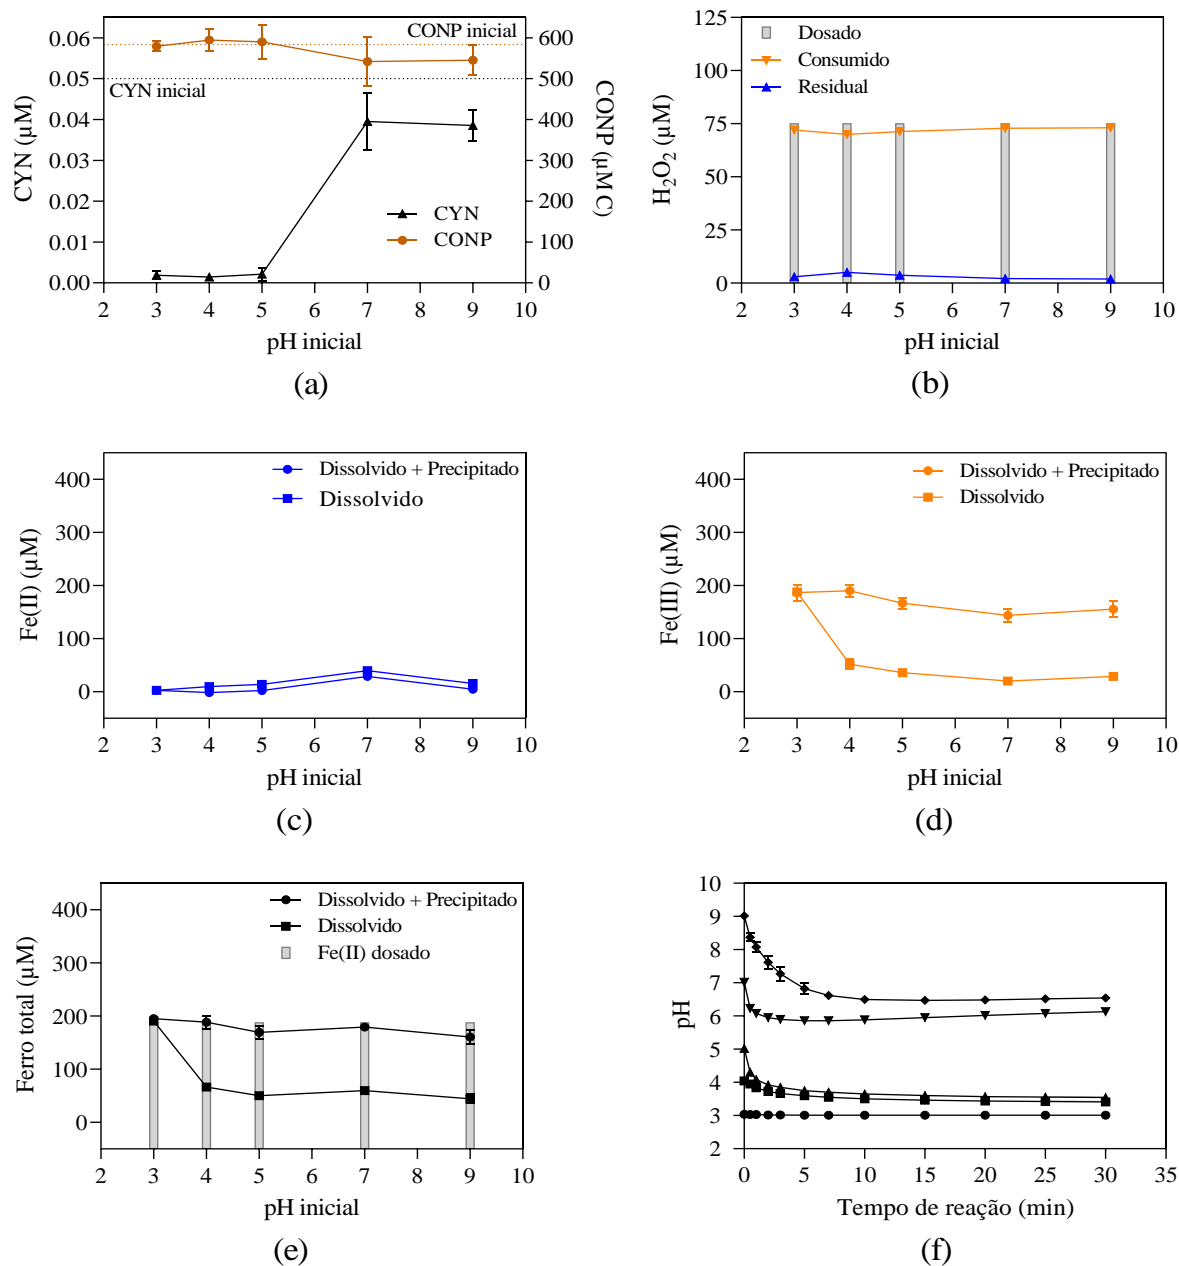 0.06
0.05
0.04
0.03
0.02
0.01
0.00
CYN (µM)
CONP inicial
CYN inicial
CYN
CONP
600
500
400
300
200
100
0
CONP (µM C)
2 3 4 5 6 7 8 9 10
pH inicial
(a)
125
100
75
50
25
0
H₂O₂ (µM)
Dosado
Consumido
Residual
2 3 4 5 6 7 8 9 10
pH inicial
(b)
400
300
200
100
0
Fe(II) (µM)
Dissolvido + Precipitado
Dissolvido
2 3 4 5 6 7 8 9 10
pH inicial
(c)
400
300
200
100
0
Fe(III) (µM)
Dissolvido + Precipitado
Dissolvido
2 3 4 5 6 7 8 9 10
pH inicial
(d)
400
300
200
100
0
Ferro total (µM)
Dissolvido + Precipitado
Dissolvido
Fe(II) dosado
2 3 4 5 6 7 8 9 10
pH inicial
(e)
10
9
8
7
6
5
4
3
2
pH
0 5 10 15 20 25 30 35
Tempo de reação (min)
(f)